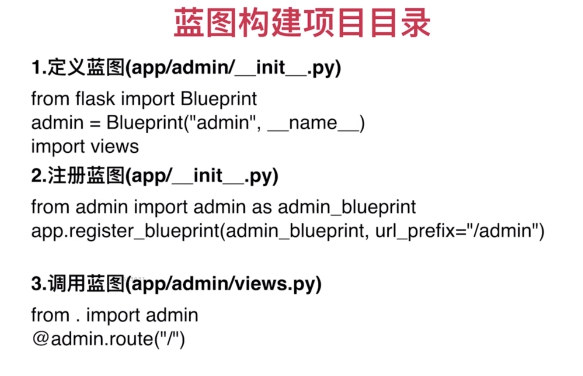 蓝图构建项目目录
1.定义蓝图(app/admin/__init__.py)
from flask import Blueprint
admin = Blueprint("admin", __name__)
import views
2.注册蓝图(app/__init__.py)
from admin import admin as admin_blueprint
app.register_blueprint(admin_blueprint, url_prefix="/admin")
3.调用蓝图(app/admin/views.py)
from . import admin
@admin.route("/")